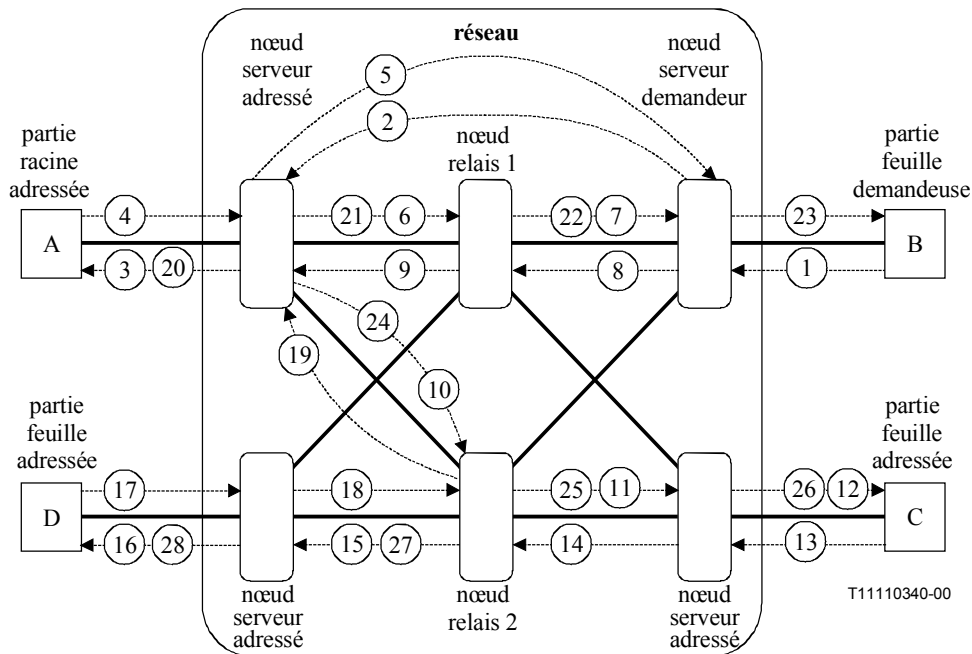 réseau
nœud
serveur
adressé
nœud
serveur
demandeur
5
2
nœud
relais 1
partie
racine
adressée
partie
feuille
demandeuse
4
21
6
22
7
23
A
B
3
20
9
8
1
24
19
10
partie
feuille
adressée
partie
feuille
adressée
17
18
25
11
26
12
D
C
16
28
15
27
14
13
nœud
serveur
adressé
nœud
relais 2
nœud
serveur
adressé
T11110340-00